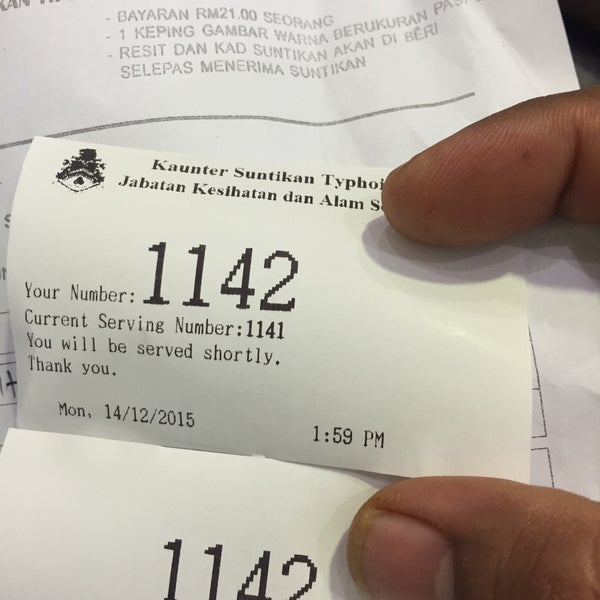 - BAYARAN RM21.00 SEORANG
- 1 KEPING GAMBAR WARNA BERUKURAN
- RESIT DAN KAD SUNTIKAN AKAN DI BERI
SELEPAS MENERIMA SUNTIKAN
Kaunter Suntikan
Jabatan Kesihatan dan Alam
Your Number: 1142
Current Serving Number:1141
You will be served shortly.
Thank you.
Mon, 14/12/2015 1:59 PM
1142